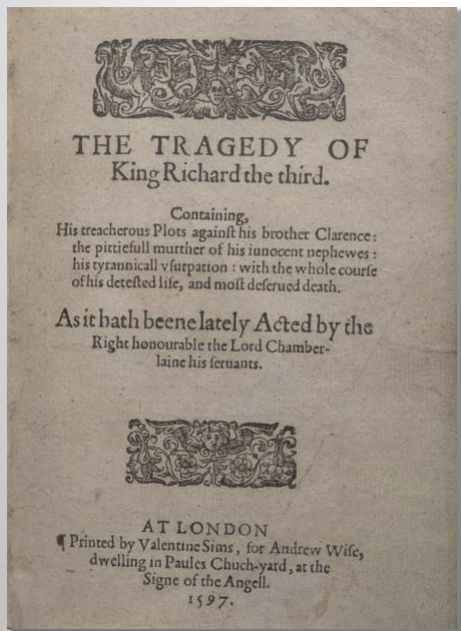 THE TRAGEDY OF
King Richard the third.
Containing,
His treacherous Plots againſt his brother Clarence:
the pittiefull murther of his iunocent nephewes:
his tyrannicall vſurpation : with the whole courſe
of his deteſted life, and moſt deſerued death.
As it hath beene lately Acted by the
Right honourable the Lord Chamber-
laine his ſeruants.
AT LONDON
¶ Printed by Valentine Sims, for Andrew Wiſe,
dwelling in Paules Chuch-yard, at the
Signe of the Angell.
1597.